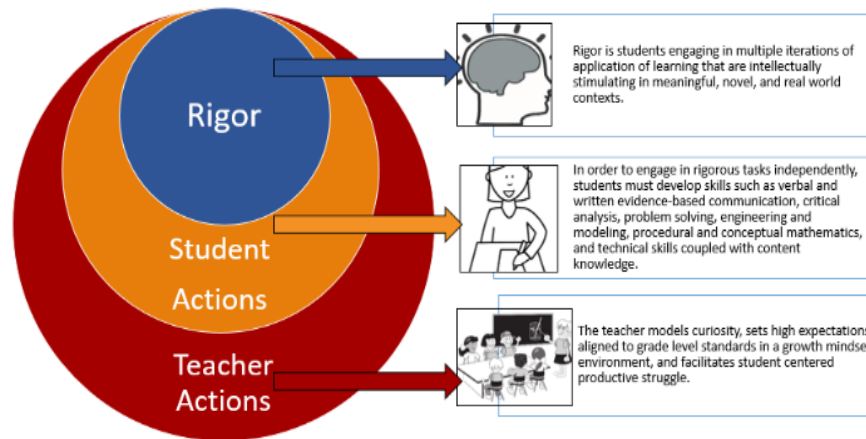 Rigor
Student
Actions
Teacher
Actions
Rigor is students engaging in multiple iterations of
application of learning that are intellectually
stimulating in meaningful, novel, and real world
contexts.
In order to engage in rigorous tasks independently,
students must develop skills such as verbal and
written evidence-based communication, critical
analysis, problem solving, engineering and
modeling, procedural and conceptual mathematics,
and technical skills coupled with content
knowledge.
The teacher models curiosity, sets high expectations
aligned to grade level standards in a growth mindse
environment, and facilitates student centered
productive struggle.